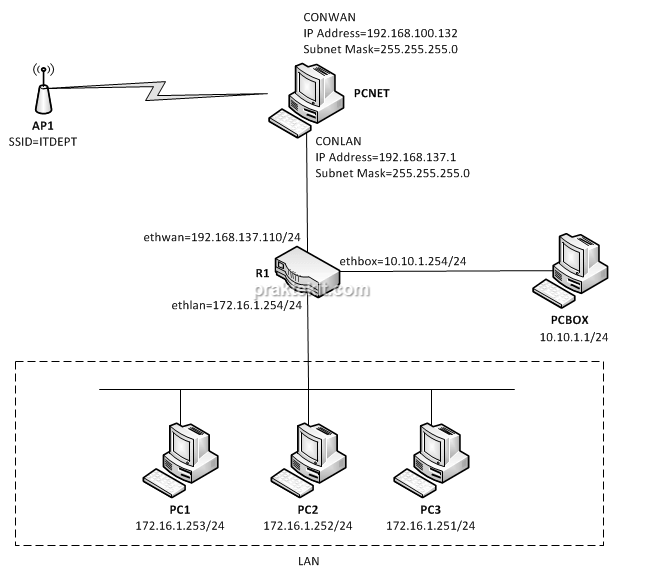 CONWAN
IP Address=192.168.100.132
Subnet Mask=255.255.255.0
PCNET
AP1
SSID=ITDEPT
CONLAN
IP Address=192.168.137.1
Subnet Mask=255.255.255.0
ethwan=192.168.137.110/24
ethbox=10.10.1.254/24
R1
praktekit.com
ethlan=172.16.1.254/24
PCBOX
10.10.1.1/24
PC1
172.16.1.253/24
PC2
172.16.1.252/24
PC3
172.16.1.251/24
LAN